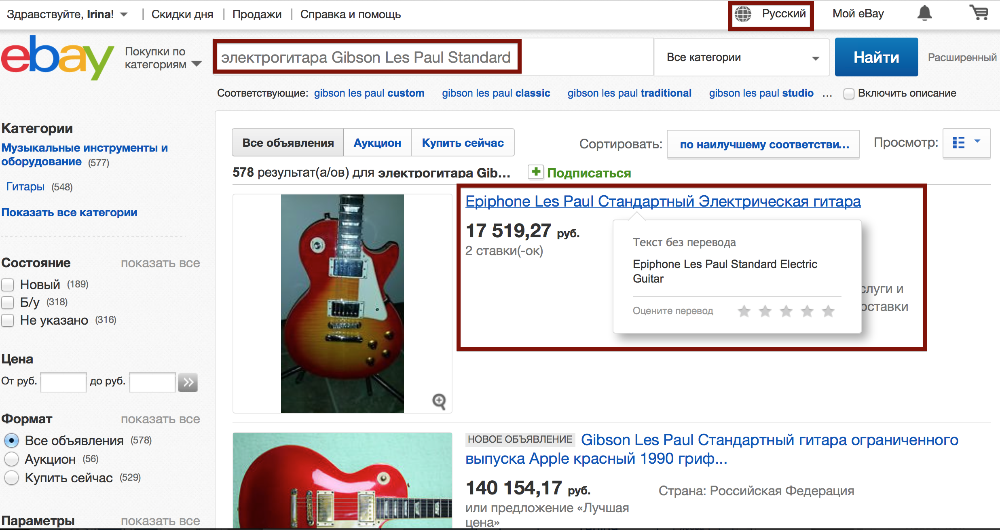 Здравствуйте, Irina!
Скидки дня
Продажи
Справка и помощь
Русский
Мой eBay
ebay
Покупки по
категориям
электрогитара Gibson Les Paul Standard
Все категории
Найти
Расширенный
Соответствующие: gibson les paul custom gibson les paul classic gibson les paul traditional gibson les paul studio ...
Включить описание
Категории
Музыкальные инструменты и
оборудование (577)
Гитары (548)
Показать все категории
Состояние показать все
Новый (189)
Б/у (318)
Не указано (316)
Цена
От руб. до руб.
Формат показать все
Все объявления (578)
Аукцион (56)
Купить сейчас (529)
Параметры показать все
Все объявления
Аукцион
Купить сейчас
Сортировать: по наилучшему соответстви...
Просмотр:
578 результат(а/ов) для электрогитара Gib...
Подписаться
Epiphone Les Paul Стандартный Электрическая гитара
17 519,27 руб.
2 ставки(-ок)
Текст без перевода
Epiphone Les Paul Standard Electric
Guitar
Оцените перевод
слуги и
оставки
НОВОЕ ОБЪЯВЛЕНИЕ Gibson Les Paul Стандартный гитара ограниченного
выпуска Apple красный 1990 гриф...
140 154,17 руб.
Страна: Российская Федерация
или предложение «Лучшая
цена»